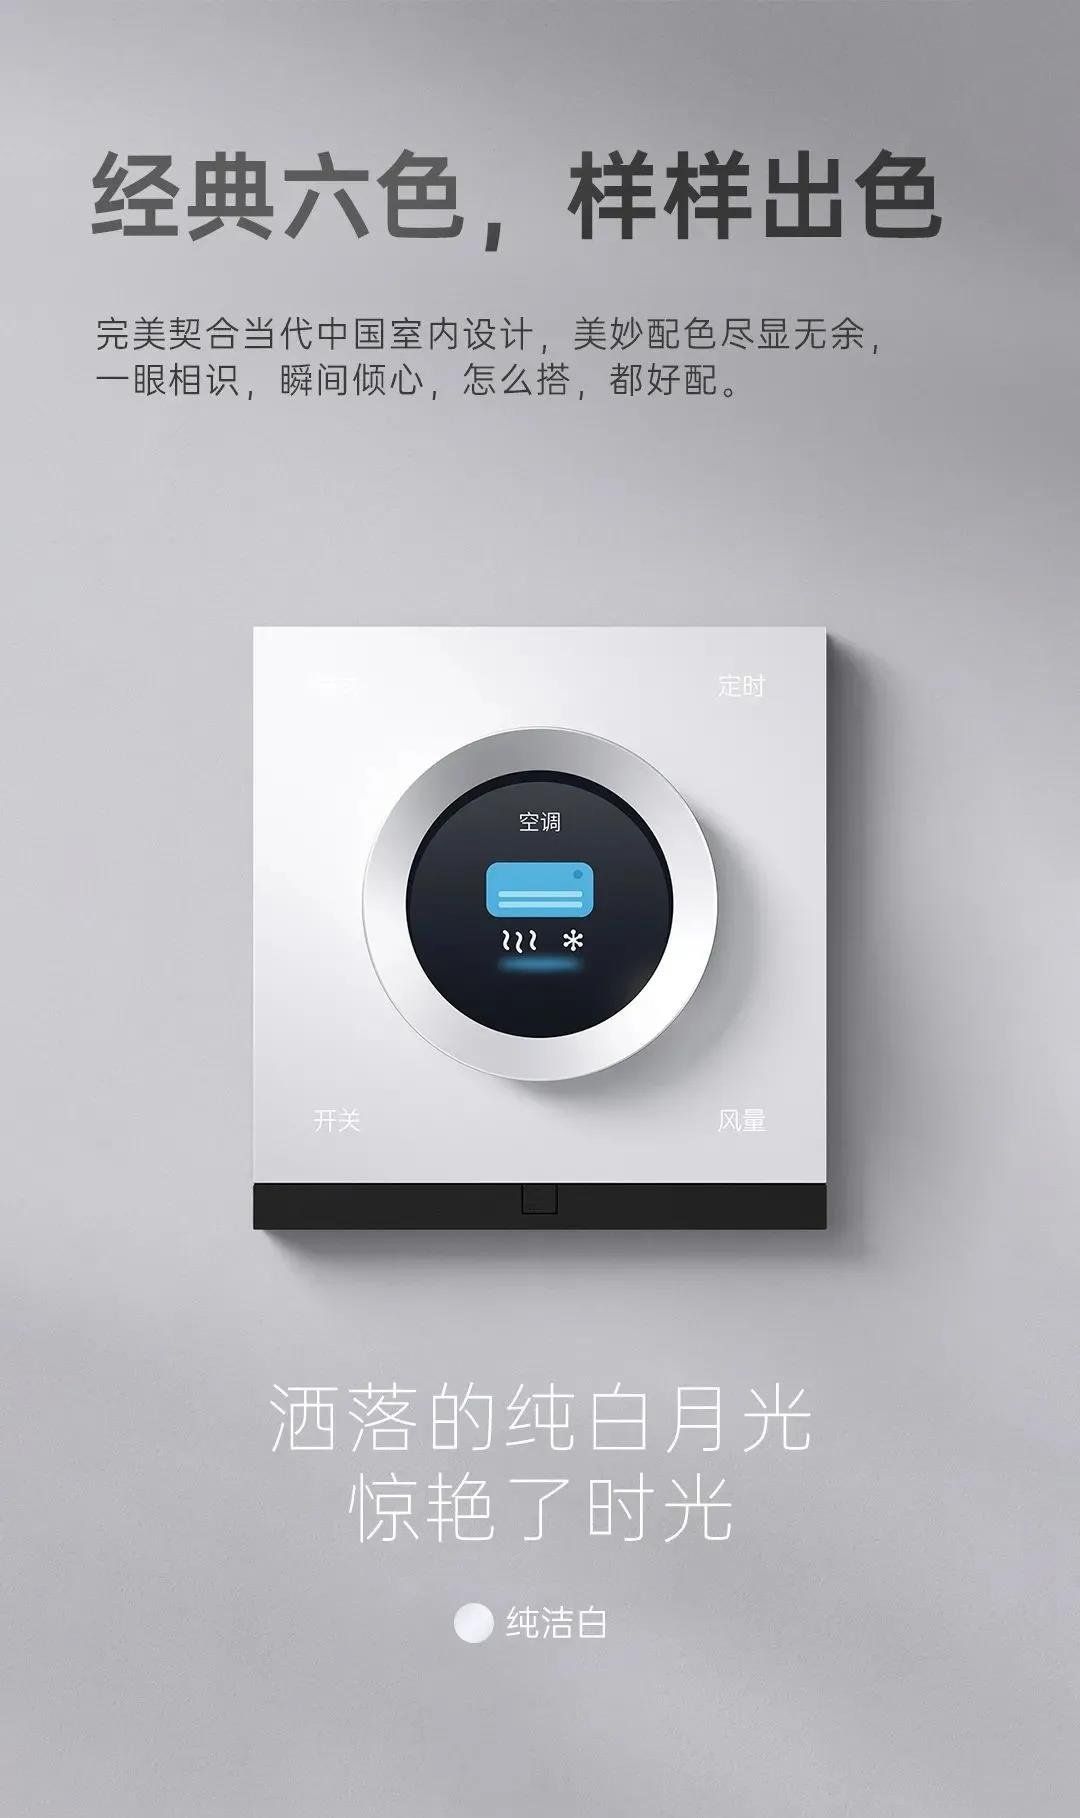 经典六色，样样出色
完美契合当代中国室内设计，美妙配色尽显无余，
一眼相识，瞬间倾心，怎么搭，都好配。
定时
空调
开关
风量
洒落的纯白月光
惊艳了时光
纯洁白